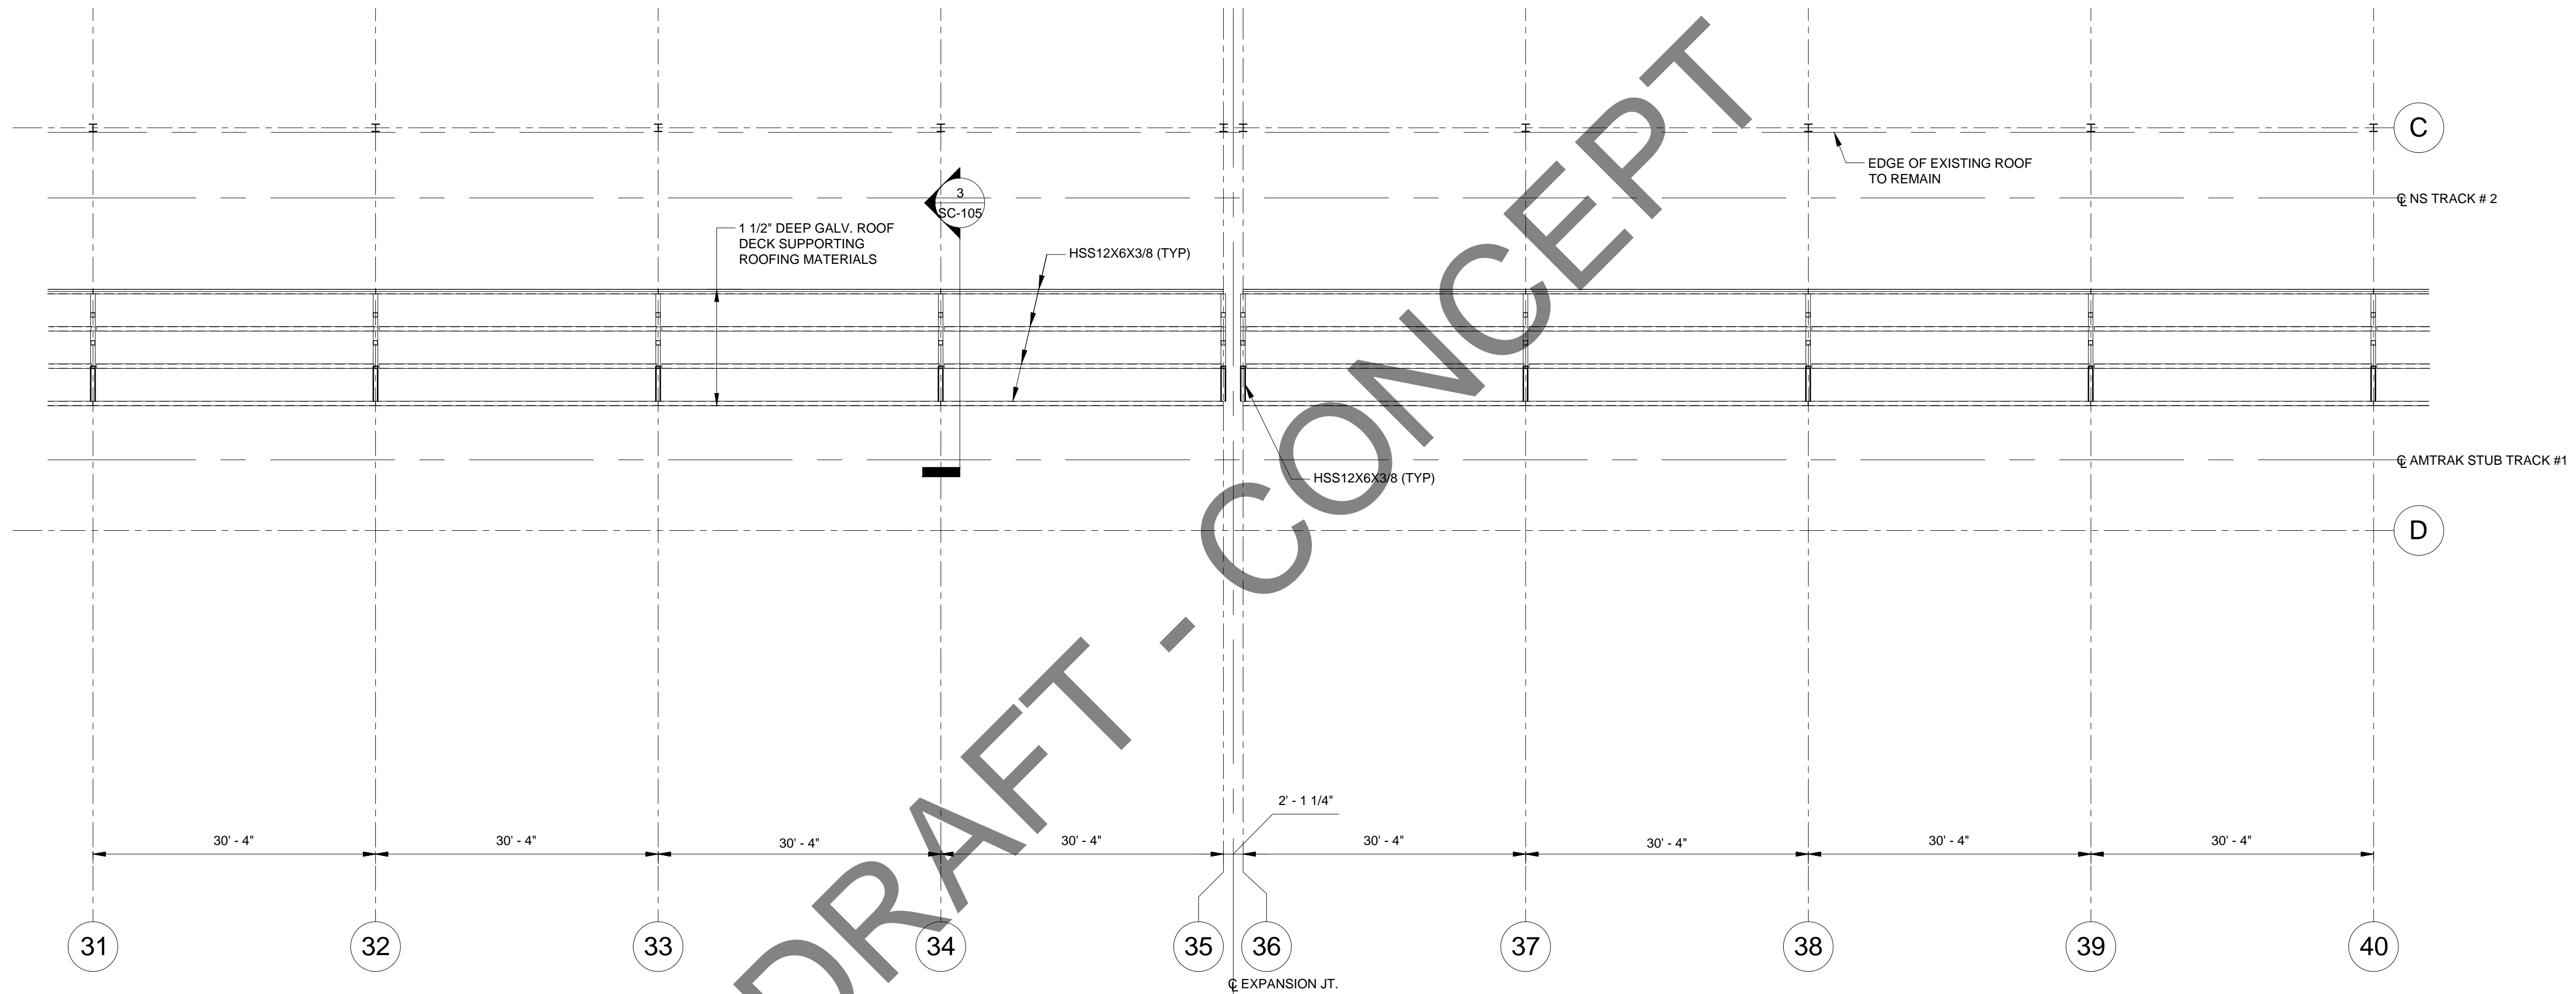 C
EDGE OF EXISTING ROOF
TO REMAIN
3
SC-105
℄ NS TRACK # 2
1 1/2" DEEP GALV. ROOF
DECK SUPPORTING
ROOFING MATERIALS
HSS12X6X3/8 (TYP)
℄ AMTRAK STUB TRACK #1
HSS12X6X3/8 (TYP)
D
DRAFT - CONCEPT
2' - 1 1/4"
30' - 4"
30' - 4"
30' - 4"
30' - 4"
30' - 4"
30' - 4"
30' - 4"
30' - 4"
31
32
33
34
35
36
37
38
39
40
℄ EXPANSION JT.